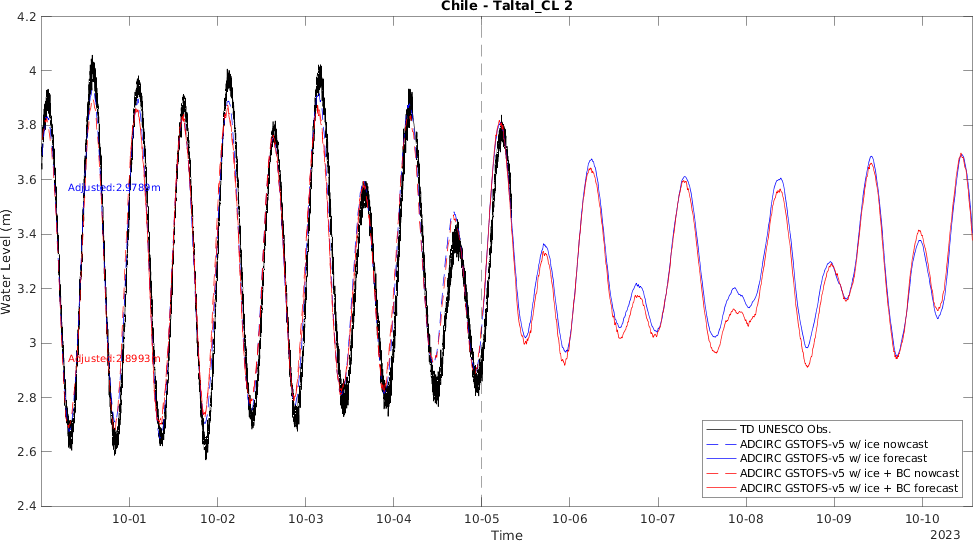 Chile - Taltal_CL 2
4.2
4
3.8
3.6
3.4
3.2
3
2.8
2.6
2.4
Water Level (m)
Adjusted:2.9789m
Adjusted:2.8993m
TD UNESCO Obs.
ADCIRC GSTOFS-v5 w/ ice nowcast
ADCIRC GSTOFS-v5 w/ ice forecast
ADCIRC GSTOFS-v5 w/ ice + BC nowcast
ADCIRC GSTOFS-v5 w/ ice + BC forecast
10-01 10-02 10-03 10-04 10-05 10-06 10-07 10-08 10-09 10-10
Time
2023